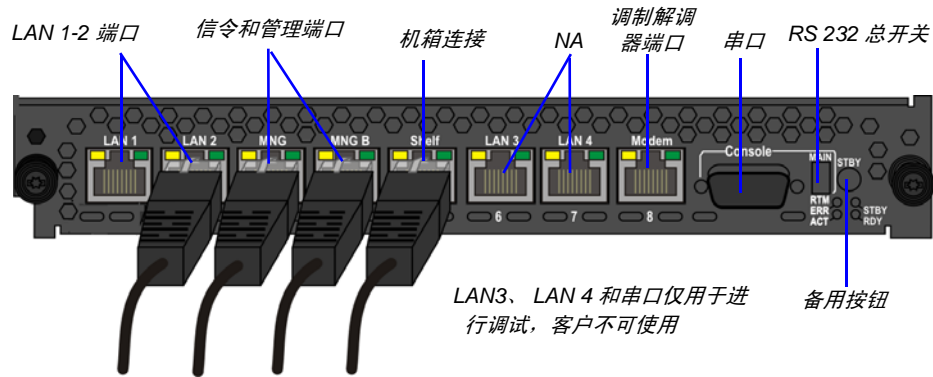 LAN 1-2 端口
信令和管理端口
机箱连接
NA
调制解调
器端口
串口
RS 232 总开关
LAN 1
LAN 2
MNG
MNG B
Shelf
LAN 3
LAN 4
Modem
Console
MAIN
STBY
6
7
8
RTM
ERR
ACT
STBY
RDY
LAN3、 LAN 4 和串口仅用于进
行调试，客户不可使用
备用按钮